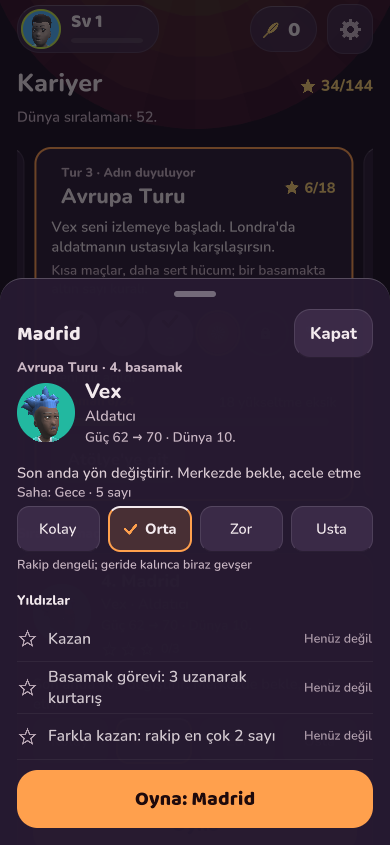 Sv 1
0
Kariyer
34/144
Dünya sıralaman: 52.
Tur 3 · Adın duyuluyor
Avrupa Turu
6/18
Vex seni izlemeye başladı. Londra'da
aldatmanın ustasıyla karşılaşırsın.
Kısa maçlar, daha sert hücum; bir basamakta
Madrid
Kapat
Avrupa Turu · 4. basamak
Vex
Aldatıcı
Güç 62 → 70 · Dünya 10.
Son anda yön değiştirir. Merkezde bekle, acele etme
Saha: Gece · 5 sayı
Kolay
Orta
Zor
Usta
Rakip dengeli; geride kalınca biraz gevşer
Yıldızlar
Kazan
Henüz değil
Basamak görevi: 3 uzanarak
kurtarış
Henüz değil
Farkla kazan: rakip en çok 2 sayı
Henüz değil
Oyna: Madrid